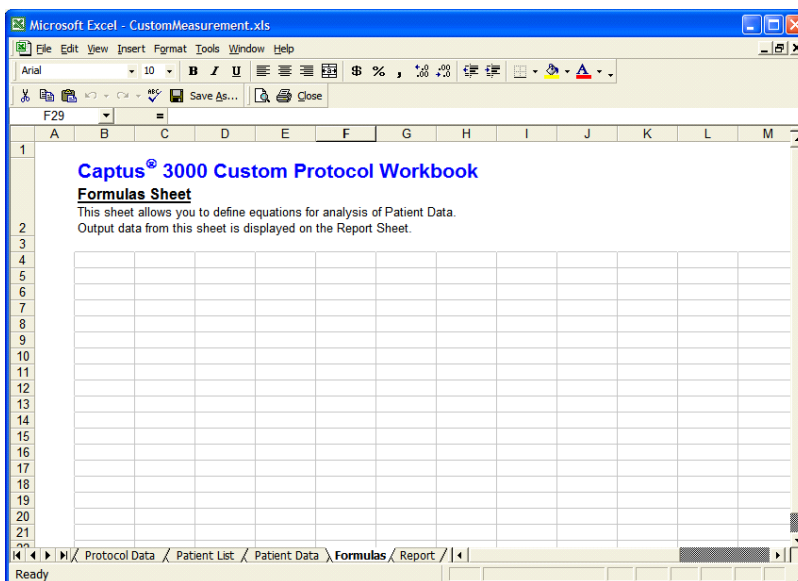 Microsoft Excel - CustomMeasurement.xls
File Edit View Insert Format Tools Window Help
Arial 10 B I U $ % , .00 .00
ABC Save As... Close
F29 =
A B C D E F G H I J K L M
1
Captus® 3000 Custom Protocol Workbook
Formulas Sheet
This sheet allows you to define equations for analysis of Patient Data.
2 Output data from this sheet is displayed on the Report Sheet.
3
4
5
6
7
8
9
10
11
12
13
14
15
16
17
18
19
20
21
Protocol Data Patient List Patient Data Formulas Report
Ready